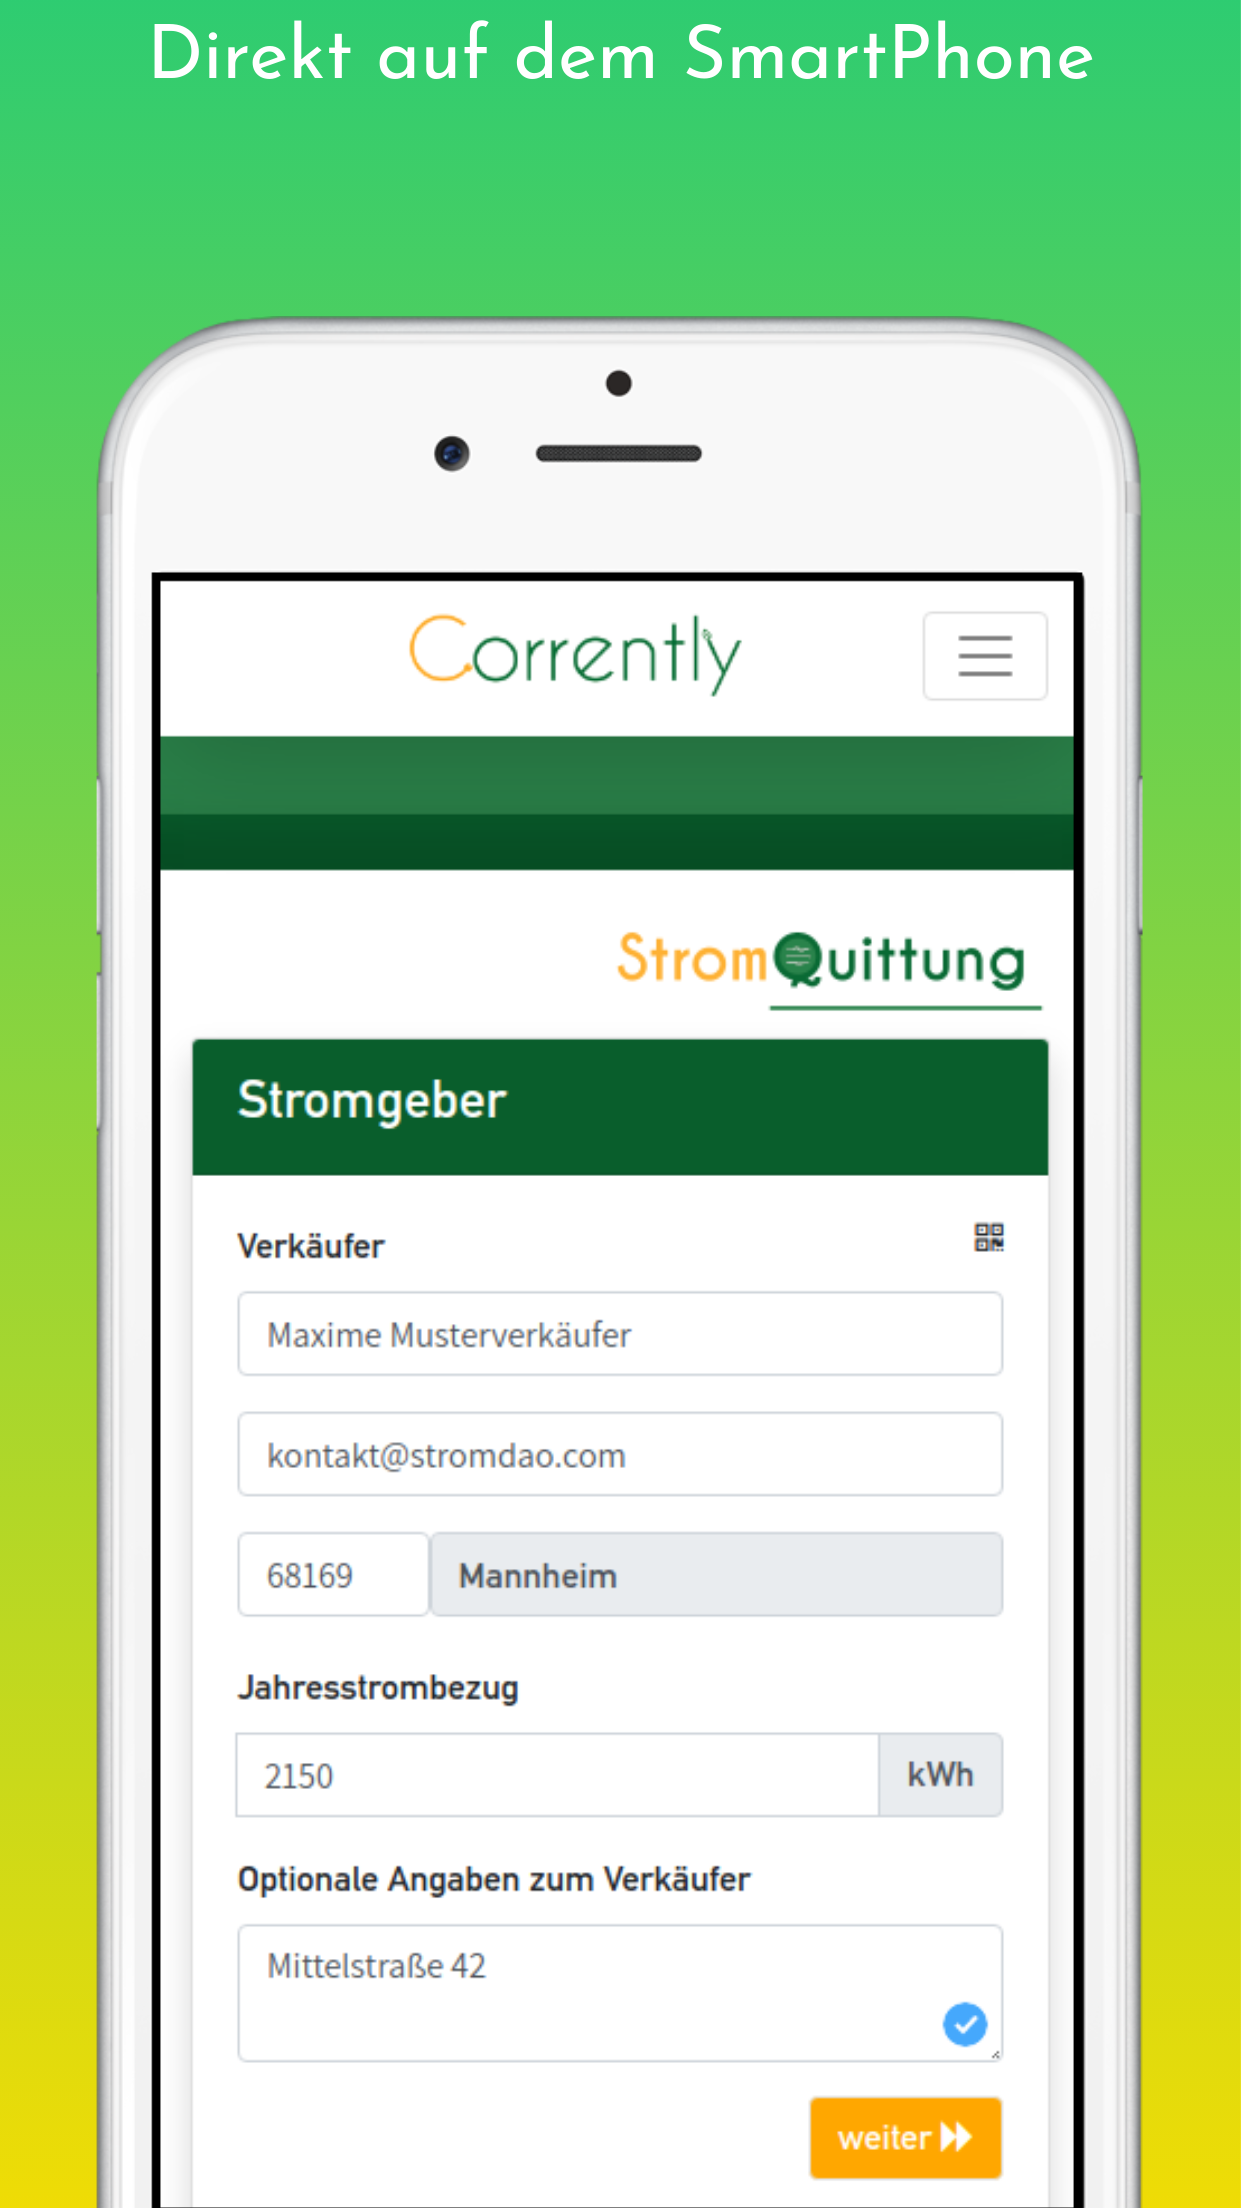 Direkt auf dem SmartPhone
Corrently
StromQuittung
Stromgeber
Verkäufer
Maxime Musterverkäufer
kontakt@stromdao.com
68169 Mannheim
Jahresstrombezug
2150 kWh
Optionale Angaben zum Verkäufer
Mittelstraße 42
weiter